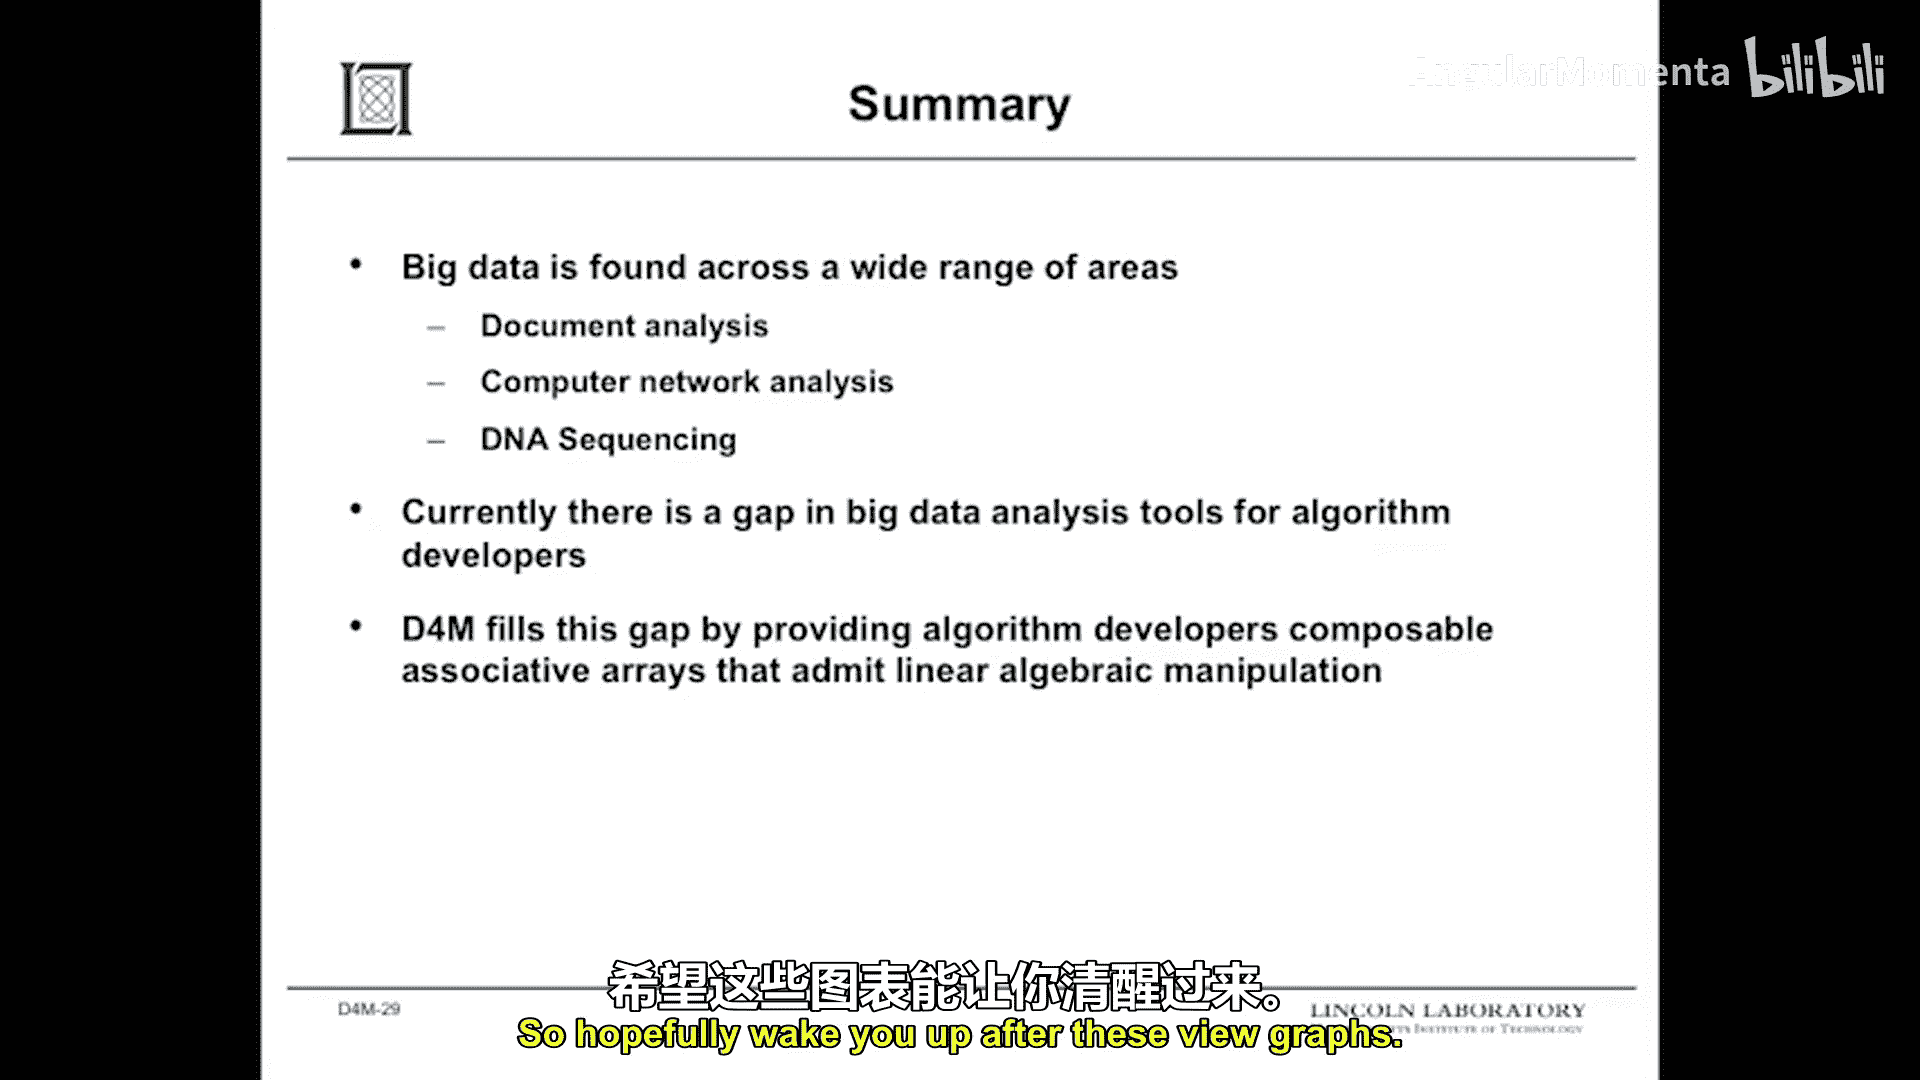 AngularMomenta bilibili
Summary
• Big data is found across a wide range of areas
– Document analysis
– Computer network analysis
– DNA Sequencing
• Currently there is a gap in big data analysis tools for algorithm
developers
• D4M fills this gap by providing algorithm developers composable
associative arrays that admit linear algebraic manipulation
希望这些图表能让你清醒过来。
D4M-29
LINCOLN LABORATORY
INSTITUTE OF TECHNOLOGY
So hopefully wake you up after these view graphs.